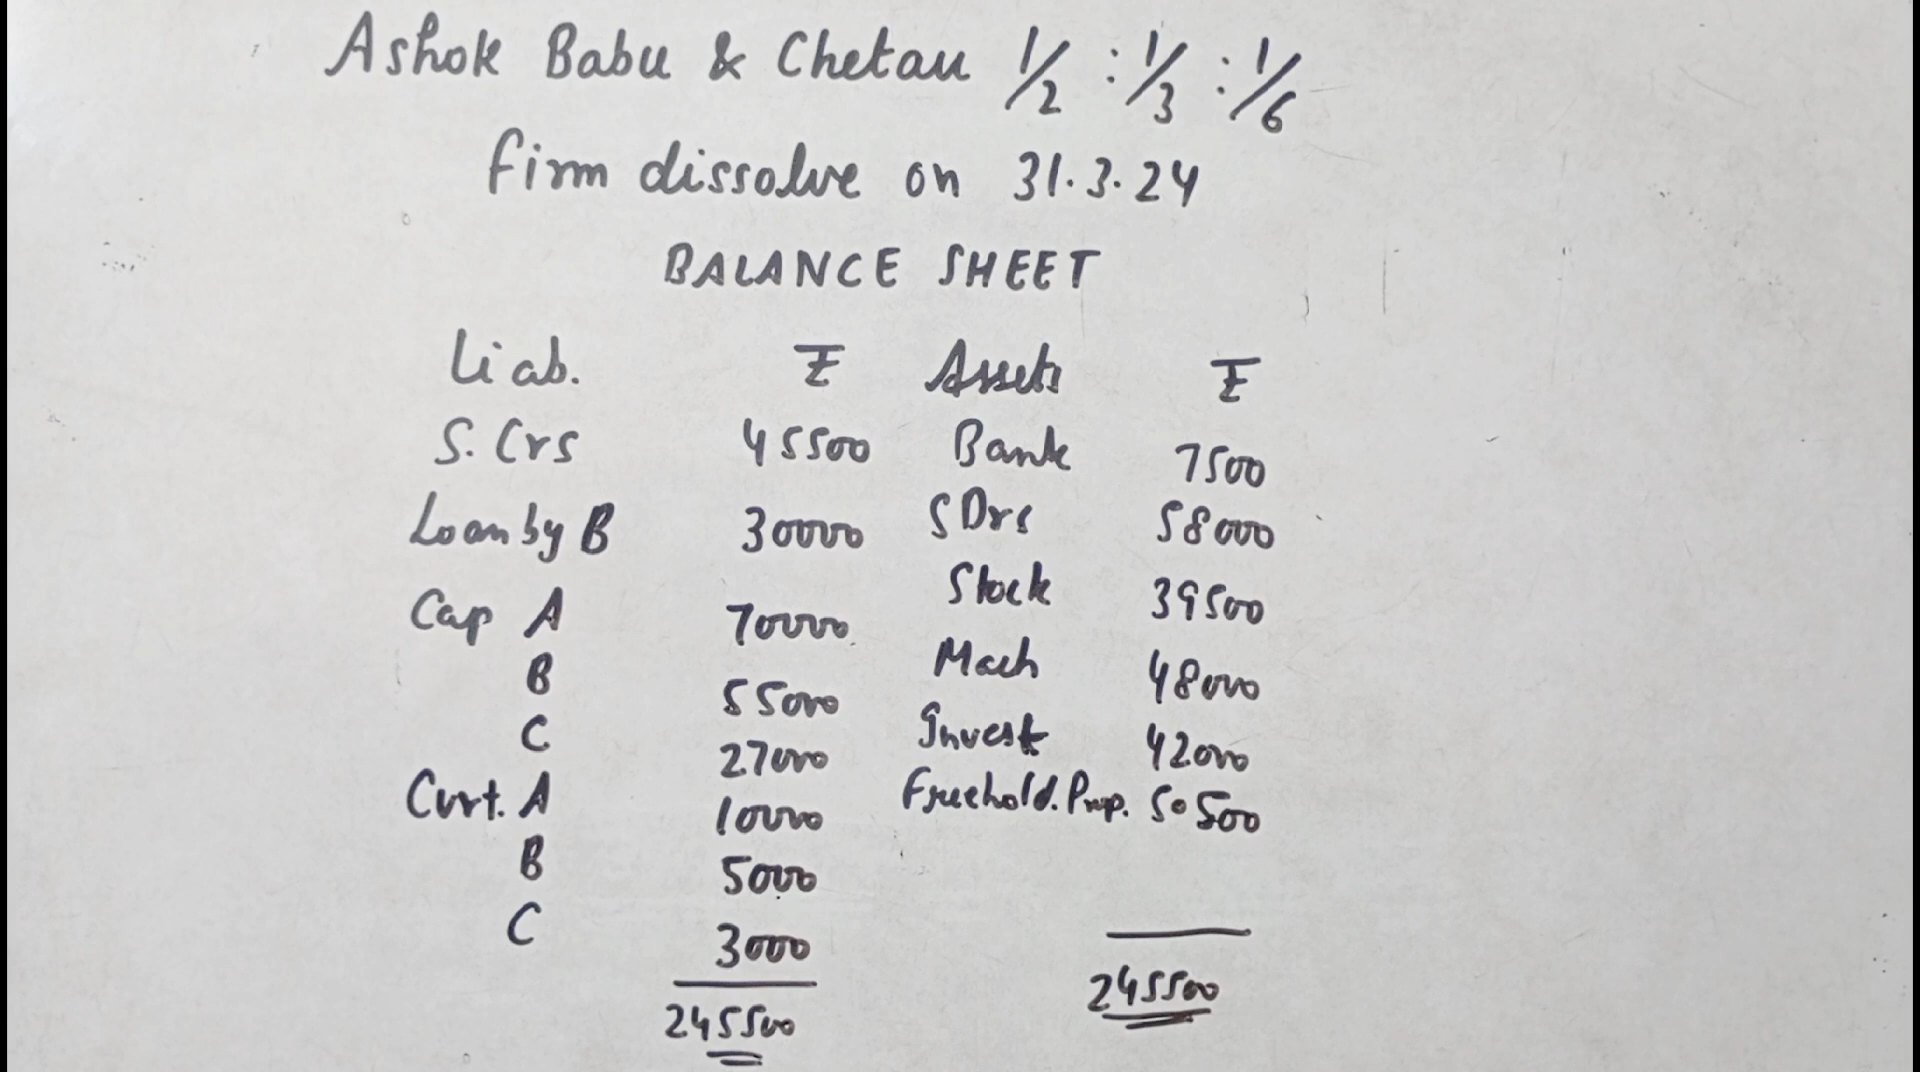 Ashok Babu & Chetan 1/2 : 1/3 : 1/6
Firm dissolve on 31.3.24
BALANCE SHEET
Liab. ₹ Assets ₹
S. Crs 45500 Bank 7500
Loan by B 30000 S Drs 58000
Cap A 70000 Stock 39500
B 55000 Mach 48000
C 27000 Invest 42000
Curt. A 10000 Freehold. Prop. 50500
B 5000
C 3000
245500 245500